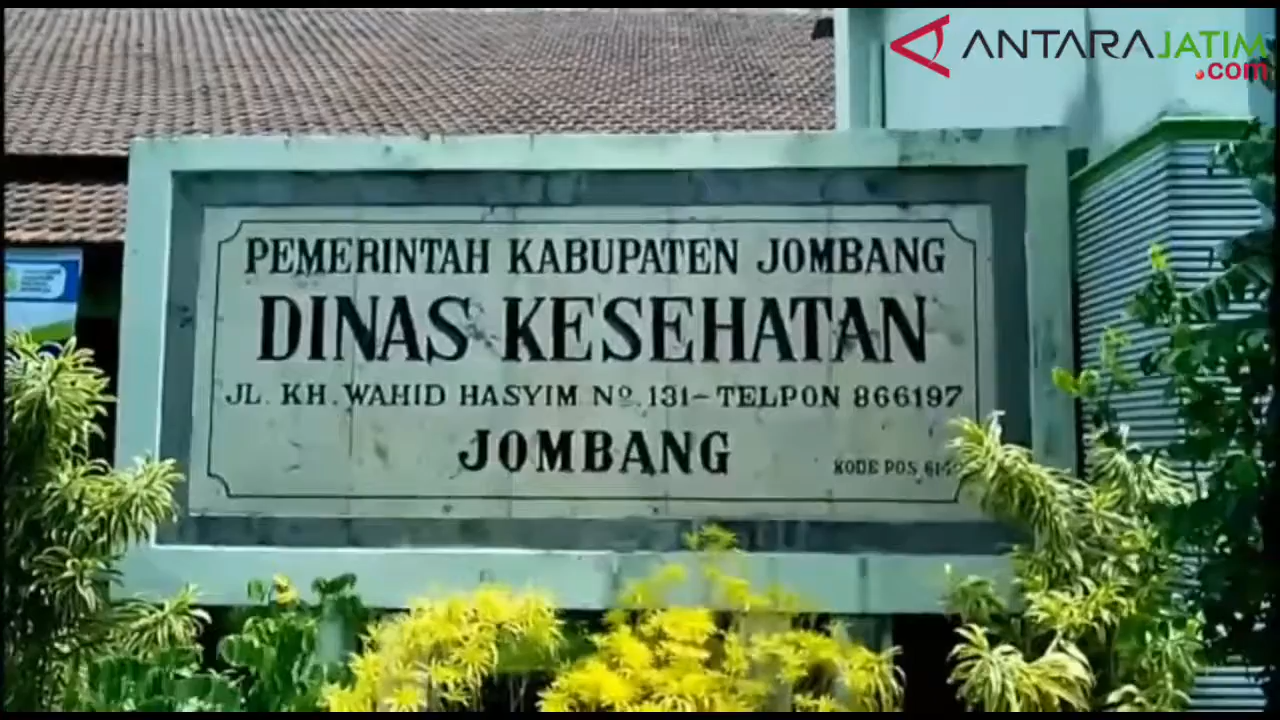 ANTARAJATIM
.com
PEMERINTAH KABUPATEN JOMBANG
DINAS KESEHATAN
JL. KH. WAHID HASYIM Nº. 131-TELPON 866197
JOMBANG
KODE POS